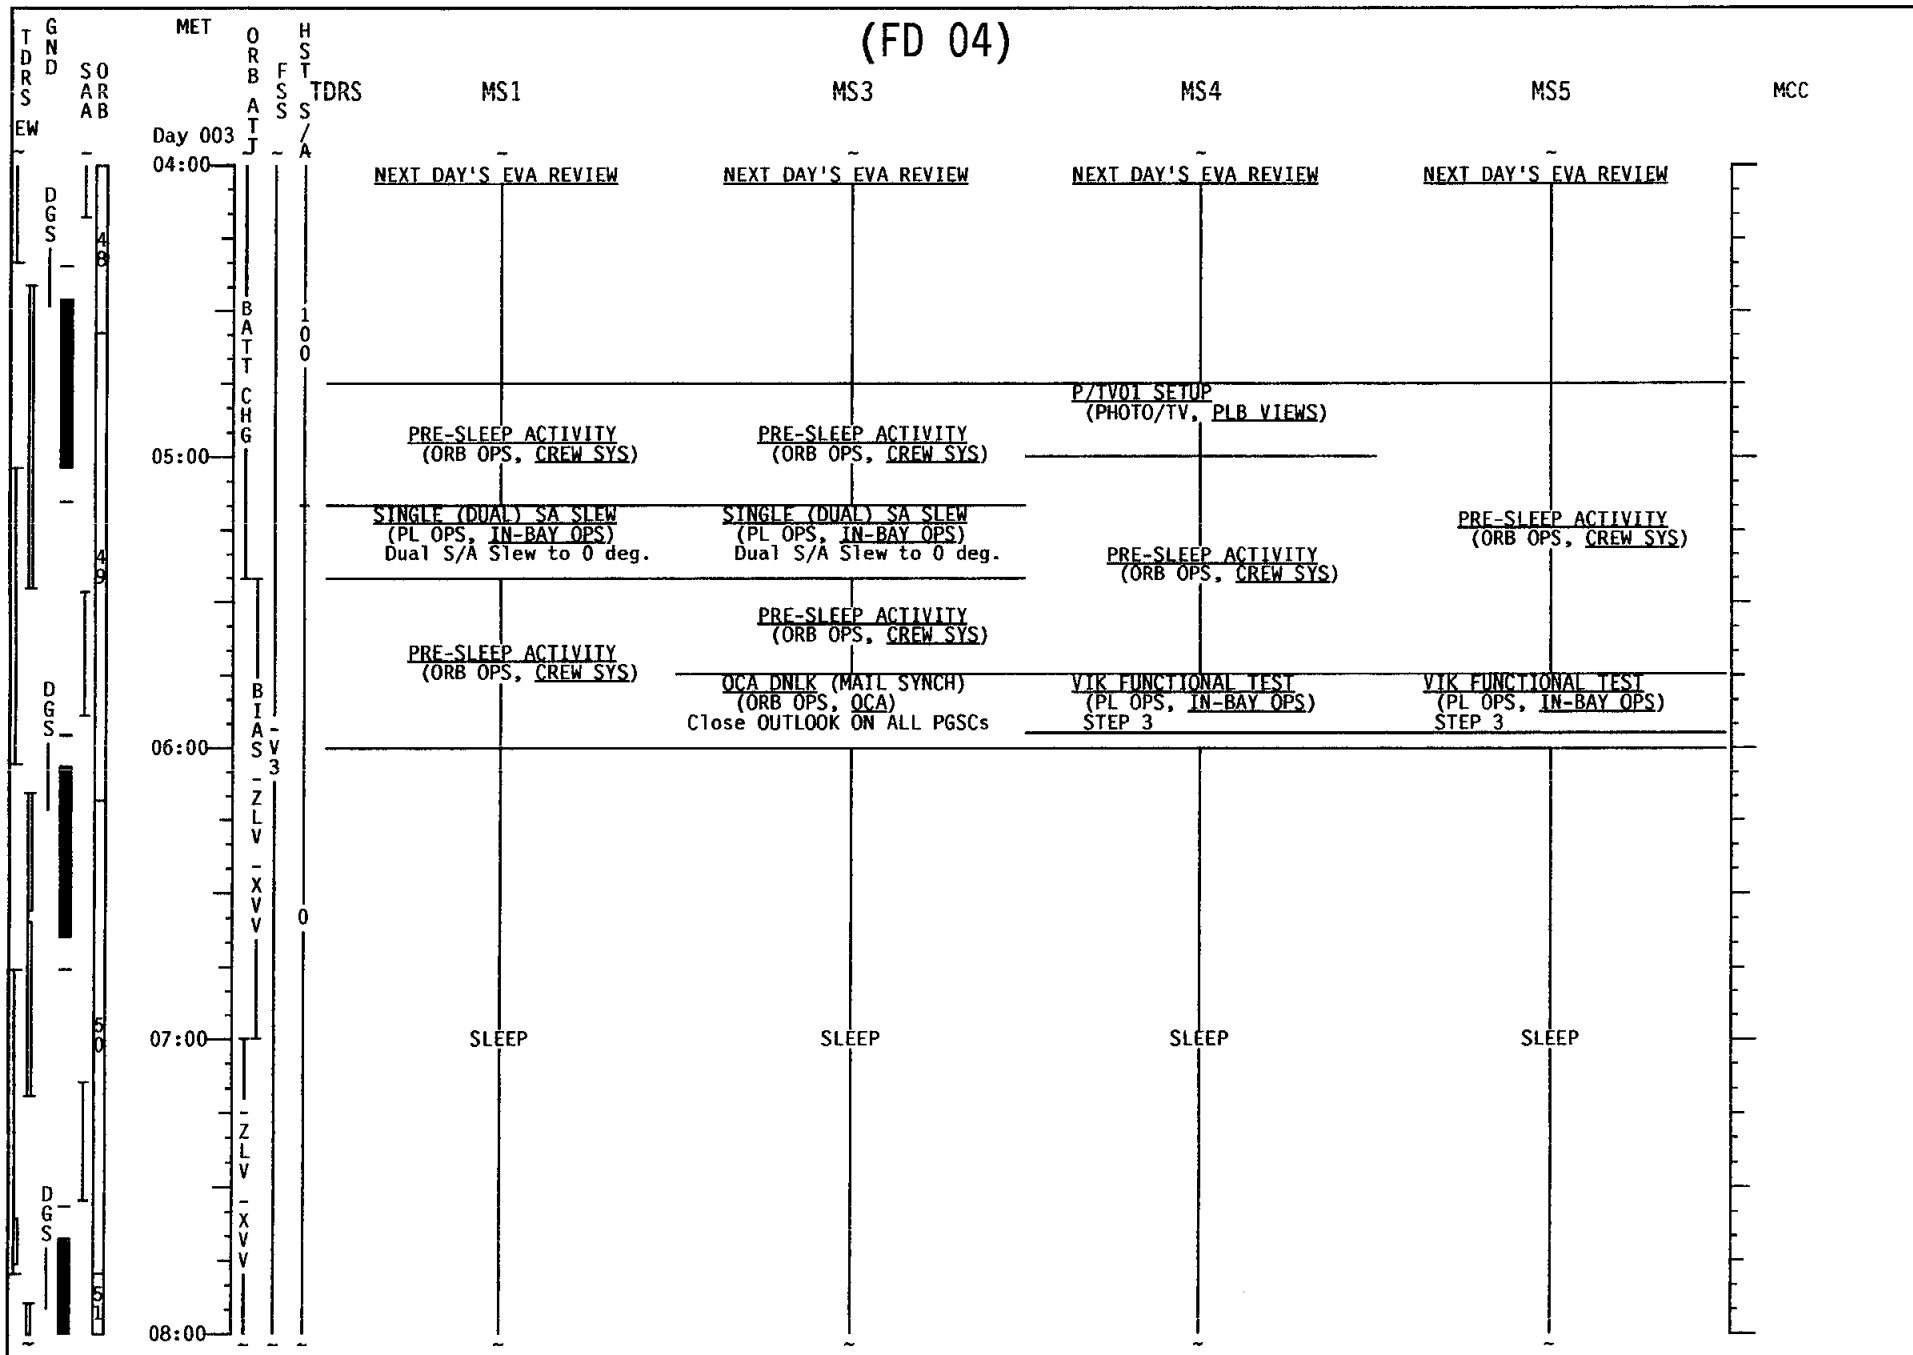 (FD 04)
TDRS EW
GND
SAA
ORB
MET
ORB ATT
FSS
HST S/A
TDRS
MS1
MS3
MS4
MS5
MCC
Day 003
04:00
05:00
06:00
07:00
08:00
DGS
DGS
DGS
48
49
50
51
BATT CHG
BIAS -ZLV -XVV
-ZLV -XVV
-V3
100
0
NEXT DAY'S EVA REVIEW
PRE-SLEEP ACTIVITY
(ORB OPS, CREW SYS)
SINGLE (DUAL) SA SLEW
(PL OPS, IN-BAY OPS)
Dual S/A Slew to 0 deg.
PRE-SLEEP ACTIVITY
(ORB OPS, CREW SYS)
SLEEP
NEXT DAY'S EVA REVIEW
PRE-SLEEP ACTIVITY
(ORB OPS, CREW SYS)
SINGLE (DUAL) SA SLEW
(PL OPS, IN-BAY OPS)
Dual S/A Slew to 0 deg.
PRE-SLEEP ACTIVITY
(ORB OPS, CREW SYS)
OCA DNLK (MAIL SYNCH)
(ORB OPS, OCA)
Close OUTLOOK ON ALL PGSCs
SLEEP
NEXT DAY'S EVA REVIEW
P/TV01 SETUP
(PHOTO/TV, PLB VIEWS)
PRE-SLEEP ACTIVITY
(ORB OPS, CREW SYS)
VIK FUNCTIONAL TEST
(PL OPS, IN-BAY OPS)
STEP 3
SLEEP
NEXT DAY'S EVA REVIEW
PRE-SLEEP ACTIVITY
(ORB OPS, CREW SYS)
VIK FUNCTIONAL TEST
(PL OPS, IN-BAY OPS)
STEP 3
SLEEP